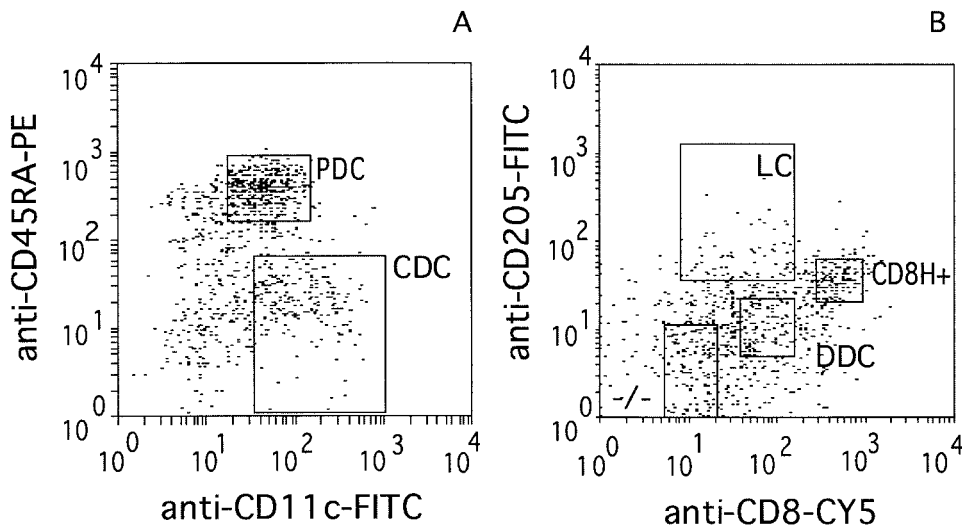 A
anti-CD45RA-PE
10^4
10^3
10^2
10^1
10^0
PDC
CDC
10^0 10^1 10^2 10^3 10^4
anti-CD11c-FITC
B
anti-CD205-FITC
10^4
10^3
10^2
10^1
10^0
LC
CD8H+
DDC
-/-
10^0 10^1 10^2 10^3 10^4
anti-CD8-CY5